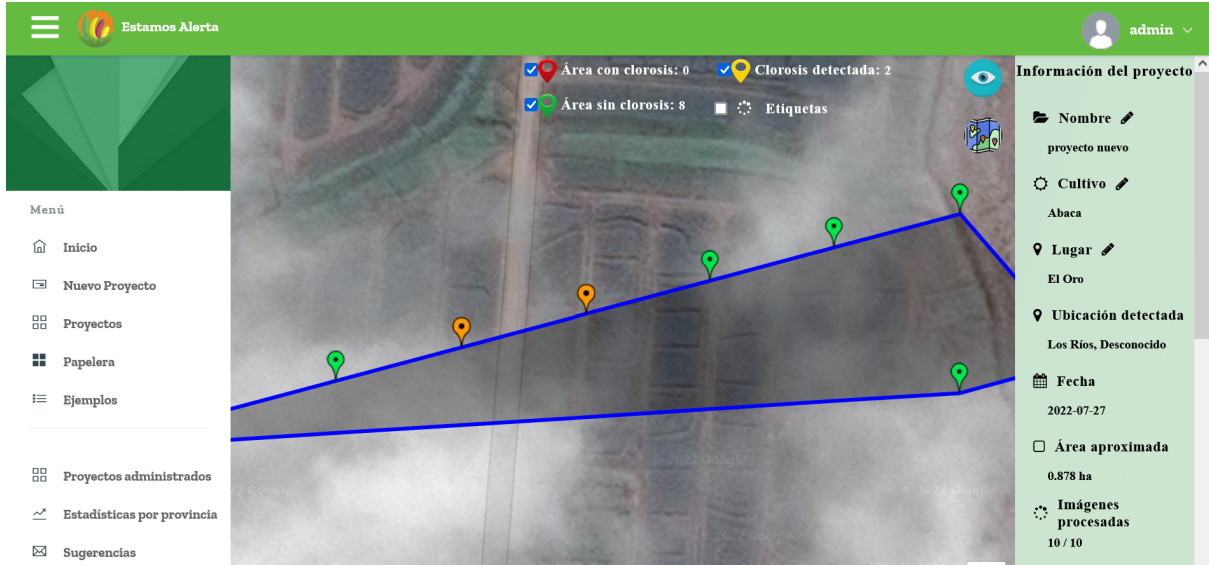 Estamos Alerta
admin
Área con clorosis: 0
Clorosis detectada: 2
Área sin clorosis: 8
Etiquetas
Menú
Inicio
Nuevo Proyecto
Proyectos
Papelera
Ejemplos
Proyectos administrados
Estadísticas por provincia
Sugerencias
Información del proyecto
Nombre
proyecto nuevo
Cultivo
Abaca
Lugar
El Oro
Ubicación detectada
Los Ríos, Desconocido
Fecha
2022-07-27
Área aproximada
0.878 ha
Imágenes
procesadas
10 / 10